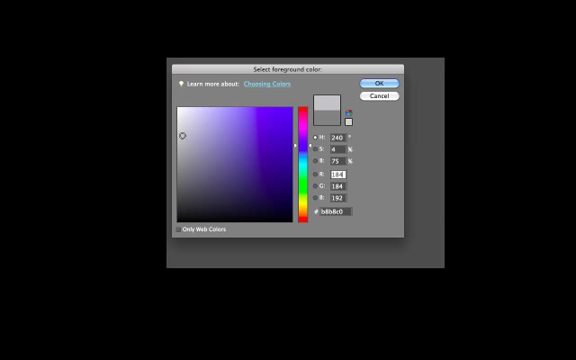 Select foreground color:
Learn more about: Choosing Colors
OK
Cancel
H: 240 °
S: 4 %
B: 75 %
R: 184
G: 184
B: 192
# b8b8c0
Only Web Colors